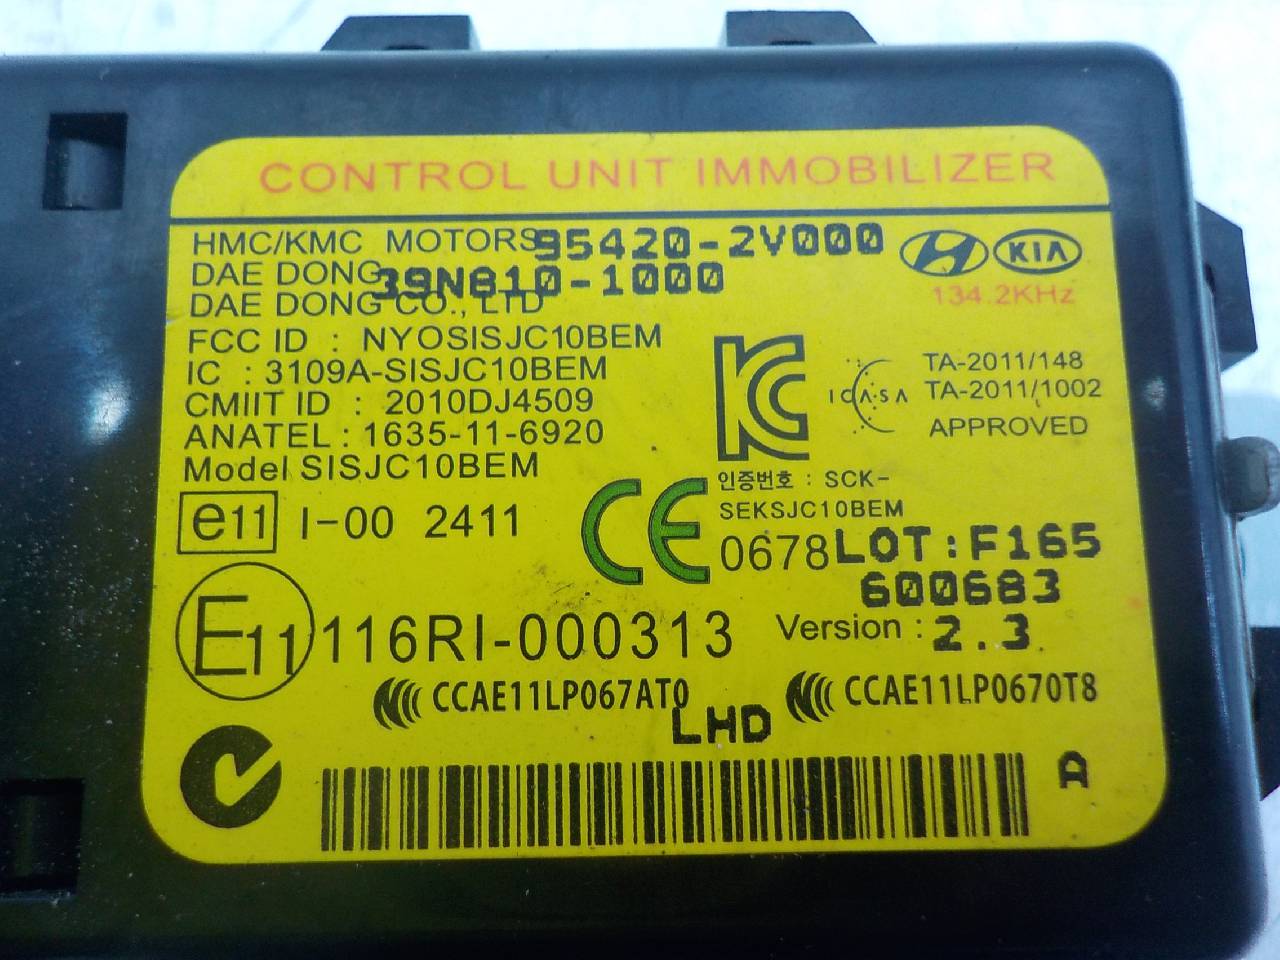 CONTROL UNIT IMMOBILIZER
HMC/KMC MOTORS 95420-2V000
KIA
DAE DONG 39N810-1000
134.2KHz
DAE DONG CO., LTD
FCC ID : NYOSISJC10BEM
IC : 3109A-SISJC10BEM
CMIIT ID : 2010DJ4509
ANATEL : 1635-11-6920
Model SISJC10BEM
ICASA
TA-2011/148
TA-2011/1002
APPROVED
인증번호 : SCK-
SEKSJC10BEM
e11 I-00 2411
CE 0678 LOT:F165
600683
E11 116RI-000313
Version : 2.3
CCAE11LP067AT0
CCAE11LP0670T8
LHD
A